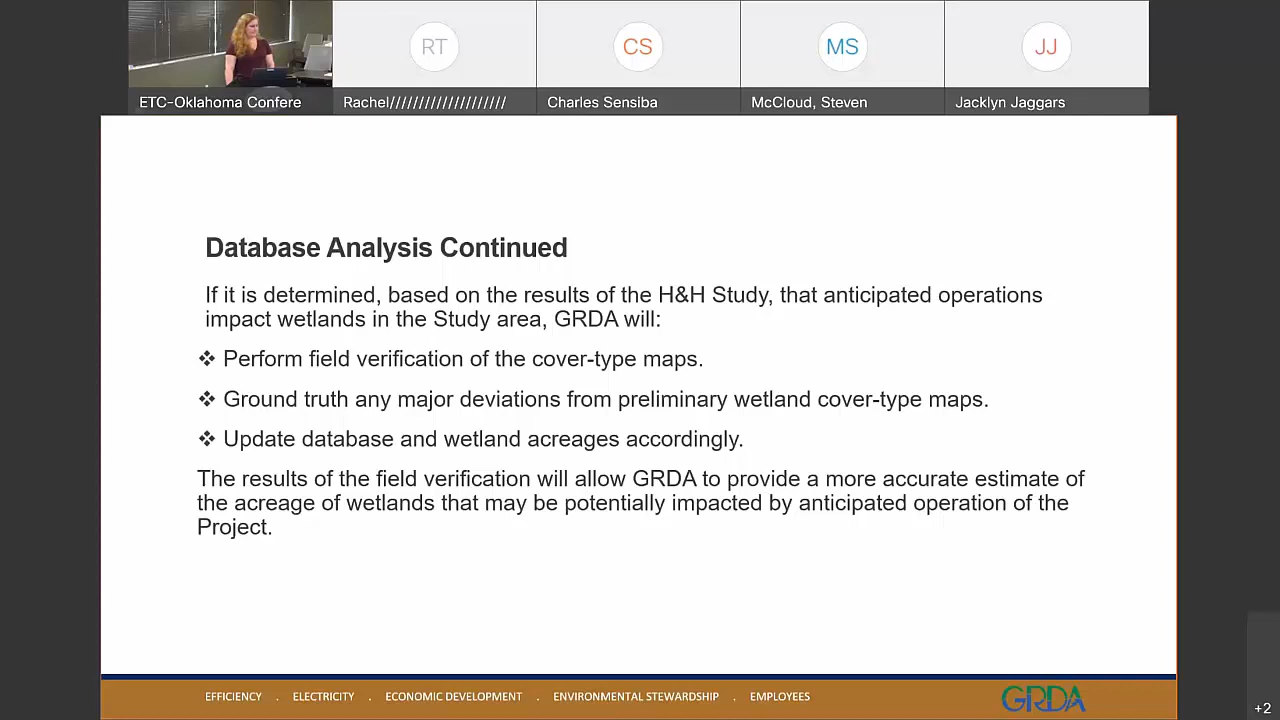 RT
CS
MS
JJ
ETC-Oklahoma Confere
Rachel////////////////////
Charles Sensiba
McCloud, Steven
Jacklyn Jaggars
Database Analysis Continued
If it is determined, based on the results of the H&H Study, that anticipated operations
impact wetlands in the Study area, GRDA will:
❖ Perform field verification of the cover-type maps.
❖ Ground truth any major deviations from preliminary wetland cover-type maps.
❖ Update database and wetland acreages accordingly.
The results of the field verification will allow GRDA to provide a more accurate estimate of
the acreage of wetlands that may be potentially impacted by anticipated operation of the
Project.
EFFICIENCY . ELECTRICITY . ECONOMIC DEVELOPMENT . ENVIRONMENTAL STEWARDSHIP . EMPLOYEES
GRDA
+2